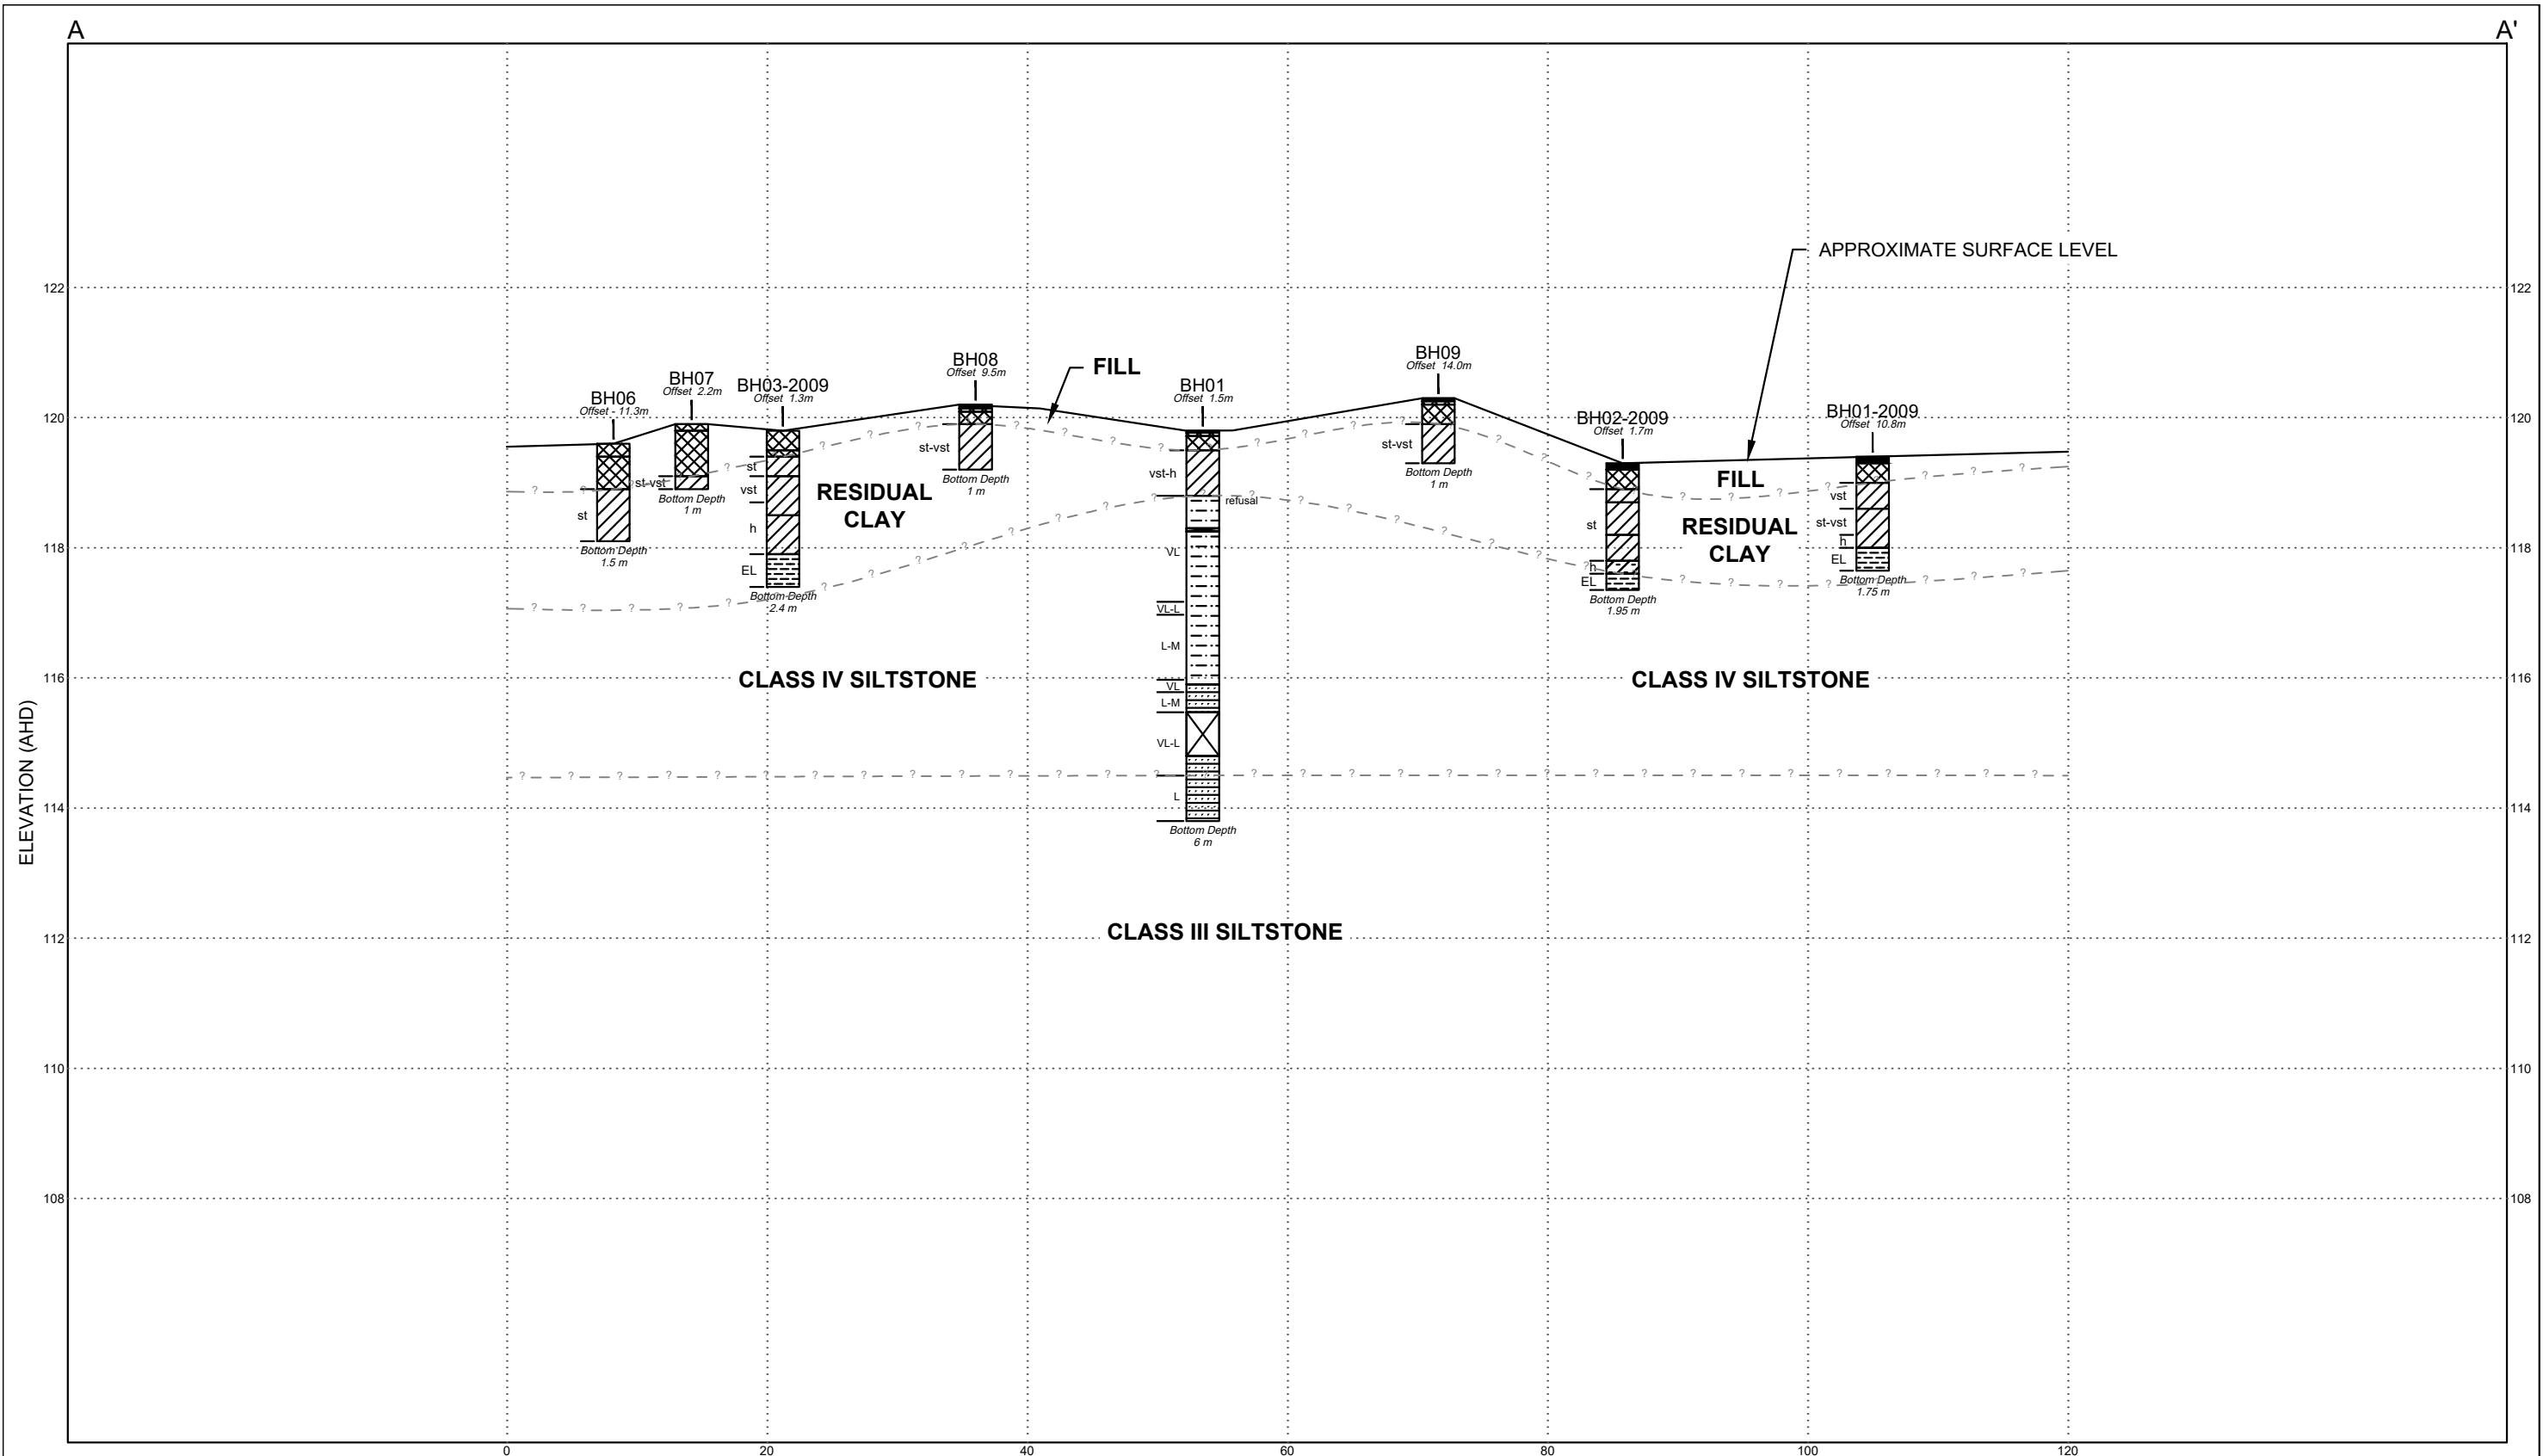 A
A'
APPROXIMATE SURFACE LEVEL
122
122
BH09
Offset 14.0m
BH08
Offset 9.5m
FILL
BH07
Offset 2.2m
BH03-2009
Offset 1.3m
BH01
Offset 1.5m
BH06
Offset - 11.3m
BH02-2009
Offset 1.7m
BH01-2009
Offset 10.8m
120
120
st-vst
Bottom Depth
1 m
st-vst
Bottom Depth
1 m
st
vst
h
EL
Bottom Depth
2.4 m
st-vst
Bottom Depth
1 m
st
Bottom Depth
1.5 m
RESIDUAL
CLAY
vst-h
refusal
VL
VL-L
L-M
VL
L-M
VL-L
L
Bottom Depth
6 m
st
h
EL
Bottom Depth
1.95 m
FILL
RESIDUAL
CLAY
vst
st-vst
h
EL
Bottom Depth
1.75 m
118
118
CLASS IV SILTSTONE
CLASS IV SILTSTONE
116
116
ELEVATION (AHD)
114
114
CLASS III SILTSTONE
112
112
110
110
108
108
0
20
40
60
80
100
120